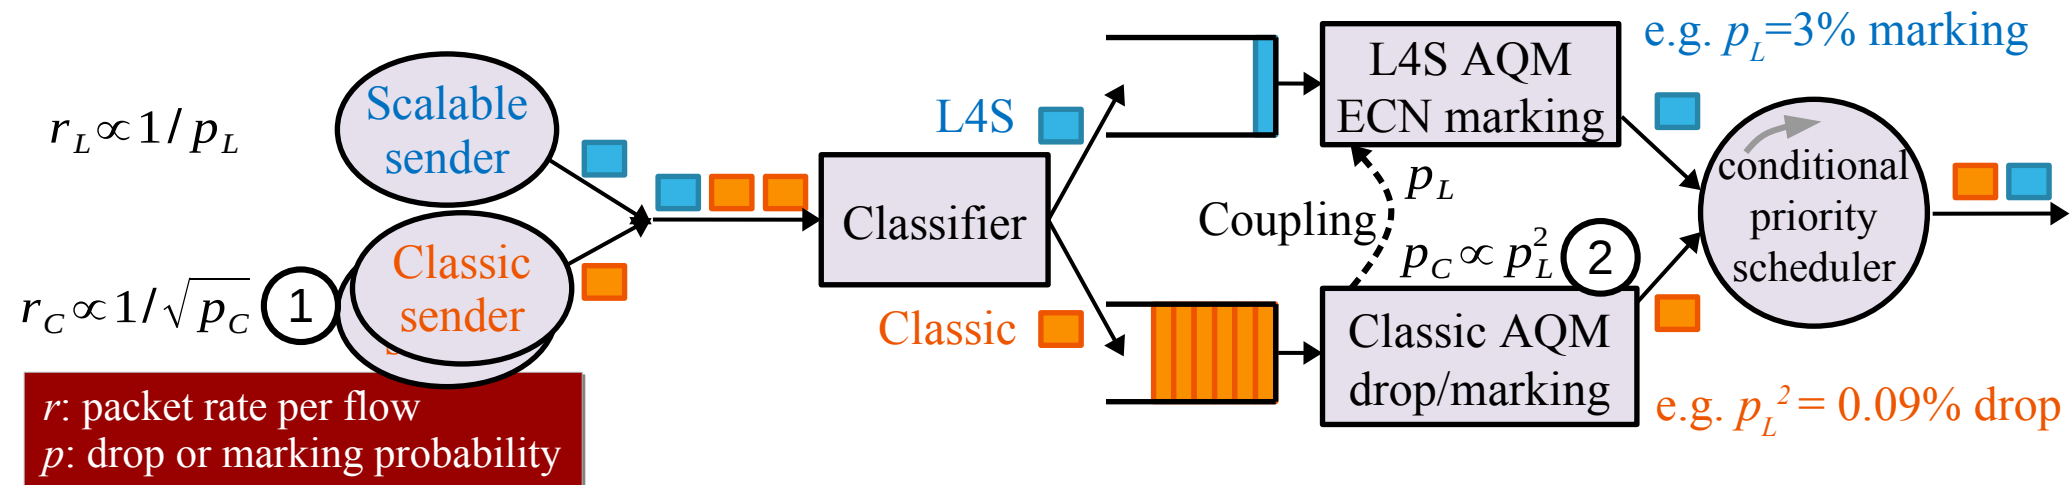 r_L ∝ 1 / p_L
Scalable
sender
r_C ∝ 1 / √p_C
1
Classic
sender
r: packet rate per flow
p: drop or marking probability
Classifier
L4S
Classic
L4S AQM
ECN marking
e.g. p_L=3% marking
Coupling
p_L
p_C ∝ p_L^2
2
Classic AQM
drop/marking
e.g. p_L^2 = 0.09% drop
conditional
priority
scheduler